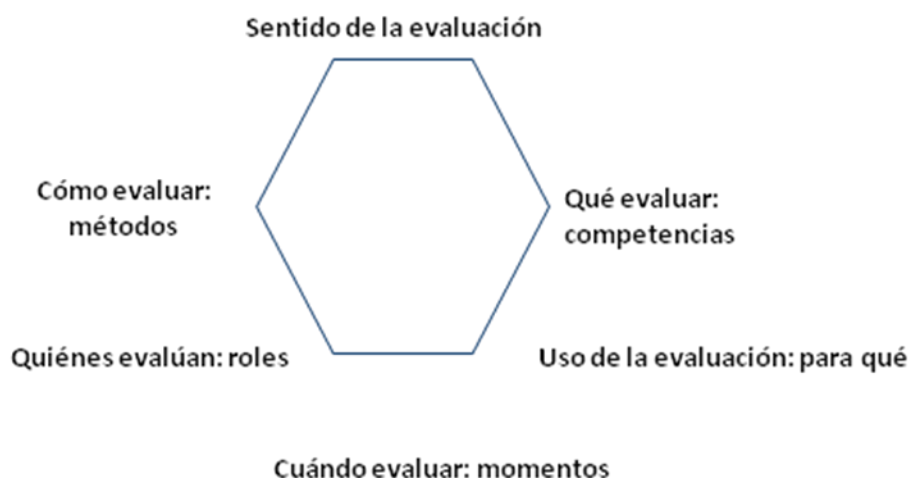 Sentido de la evaluación
Cómo evaluar:
métodos
Qué evaluar:
competencias
Quiénes evalúan: roles
Uso de la evaluación: para qué
Cuándo evaluar: momentos